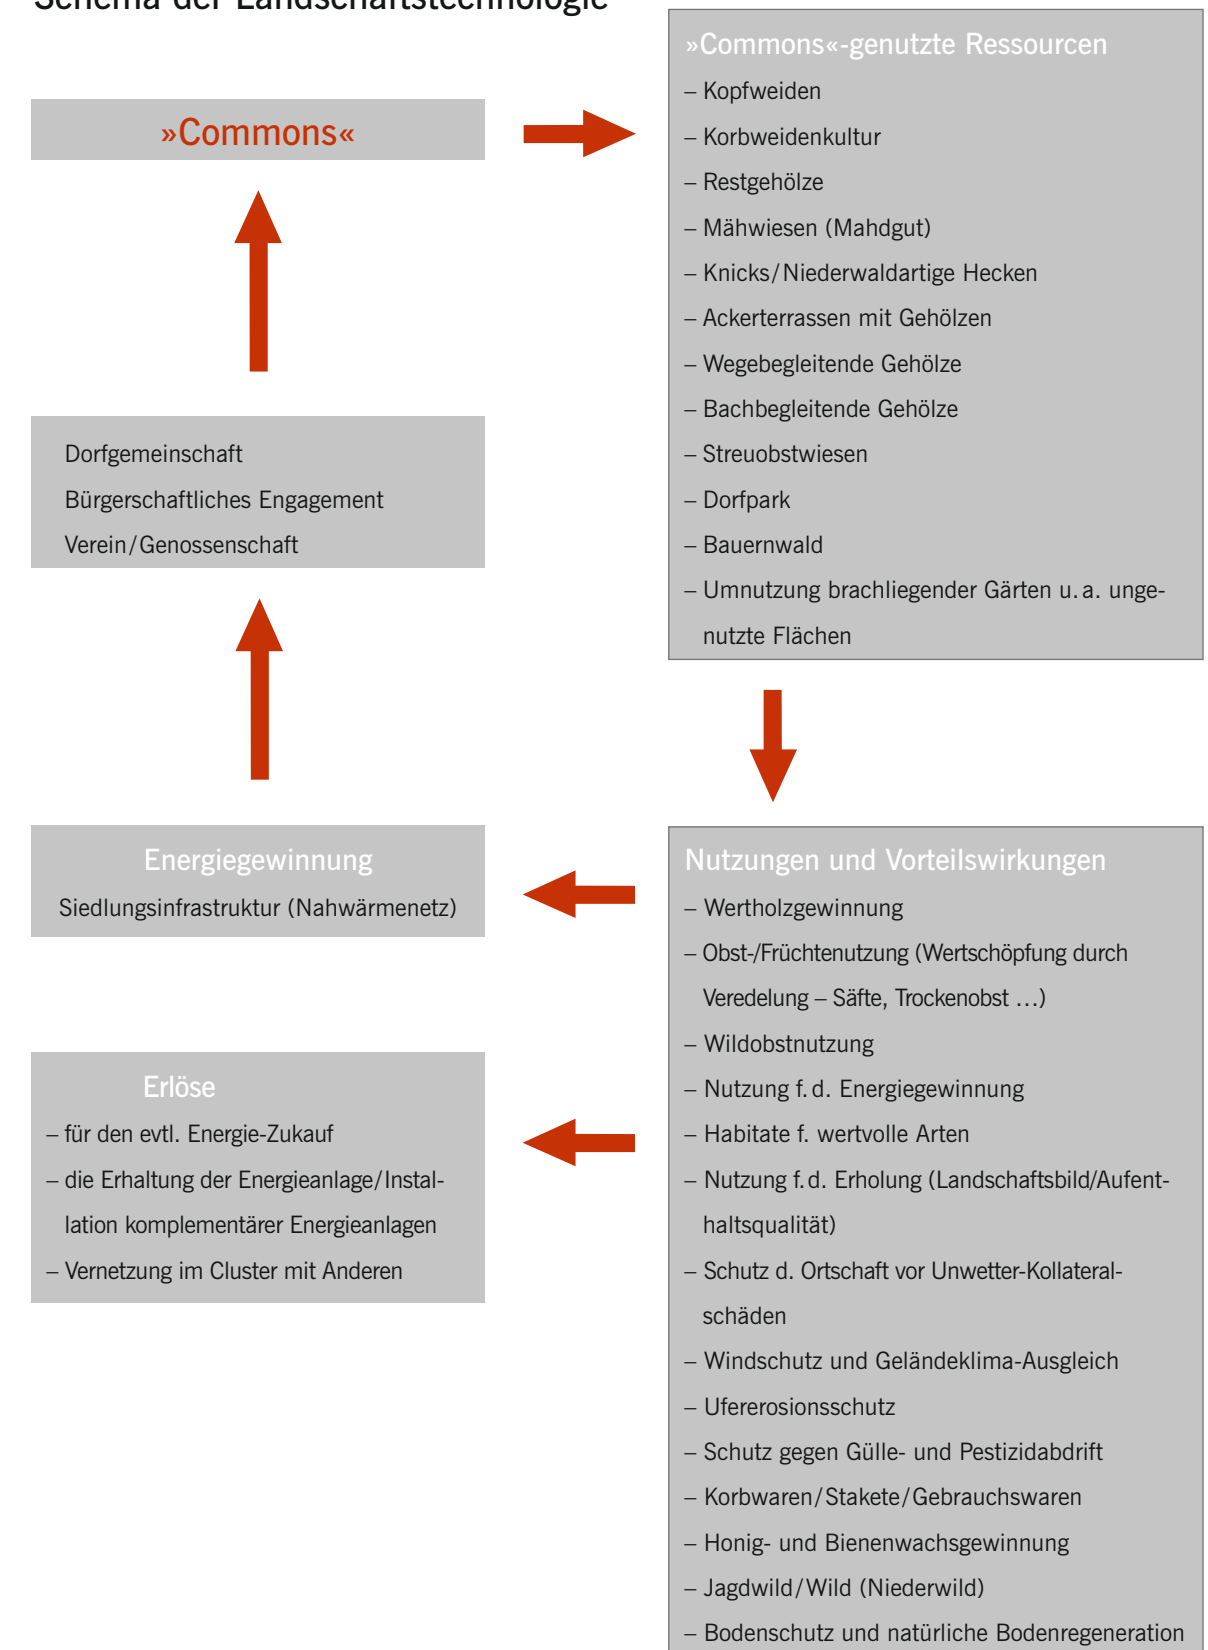 Schema der Landschaftstechnologie
»Commons«
»Commons«-genutzte Ressourcen
– Kopfweiden
– Korbweidenkultur
– Restgehölze
– Mähwiesen (Mahdgut)
– Knicks/Niederwaldartige Hecken
– Ackerterrassen mit Gehölzen
– Wegebegleitende Gehölze
– Bachbegleitende Gehölze
– Streuobstwiesen
– Dorfpark
– Bauernwald
– Umnutzung brachliegender Gärten u. a. unge-
nutzte Flächen
Dorfgemeinschaft
Bürgerschaftliches Engagement
Verein/Genossenschaft
Energiegewinnung
Siedlungsinfrastruktur (Nahwärmenetz)
Nutzungen und Vorteilswirkungen
– Wertholzgewinnung
– Obst-/Früchtenutzung (Wertschöpfung durch
Veredelung – Säfte, Trockenobst …)
– Wildobstnutzung
– Nutzung f. d. Energiegewinnung
– Habitate f. wertvolle Arten
– Nutzung f. d. Erholung (Landschaftsbild/Aufent-
haltsqualität)
– Schutz d. Ortschaft vor Unwetter-Kollateral-
schäden
– Windschutz und Geländeklima-Ausgleich
– Ufererosionsschutz
– Schutz gegen Gülle- und Pestizidabdrift
– Korbwaren/Stakete/Gebrauchswaren
– Honig- und Bienenwachsgewinnung
– Jagdwild/Wild (Niederwild)
– Bodenschutz und natürliche Bodenregeneration
Erlöse
– für den evtl. Energie-Zukauf
– die Erhaltung der Energieanlage/Instal-
lation komplementärer Energieanlagen
– Vernetzung im Cluster mit Anderen